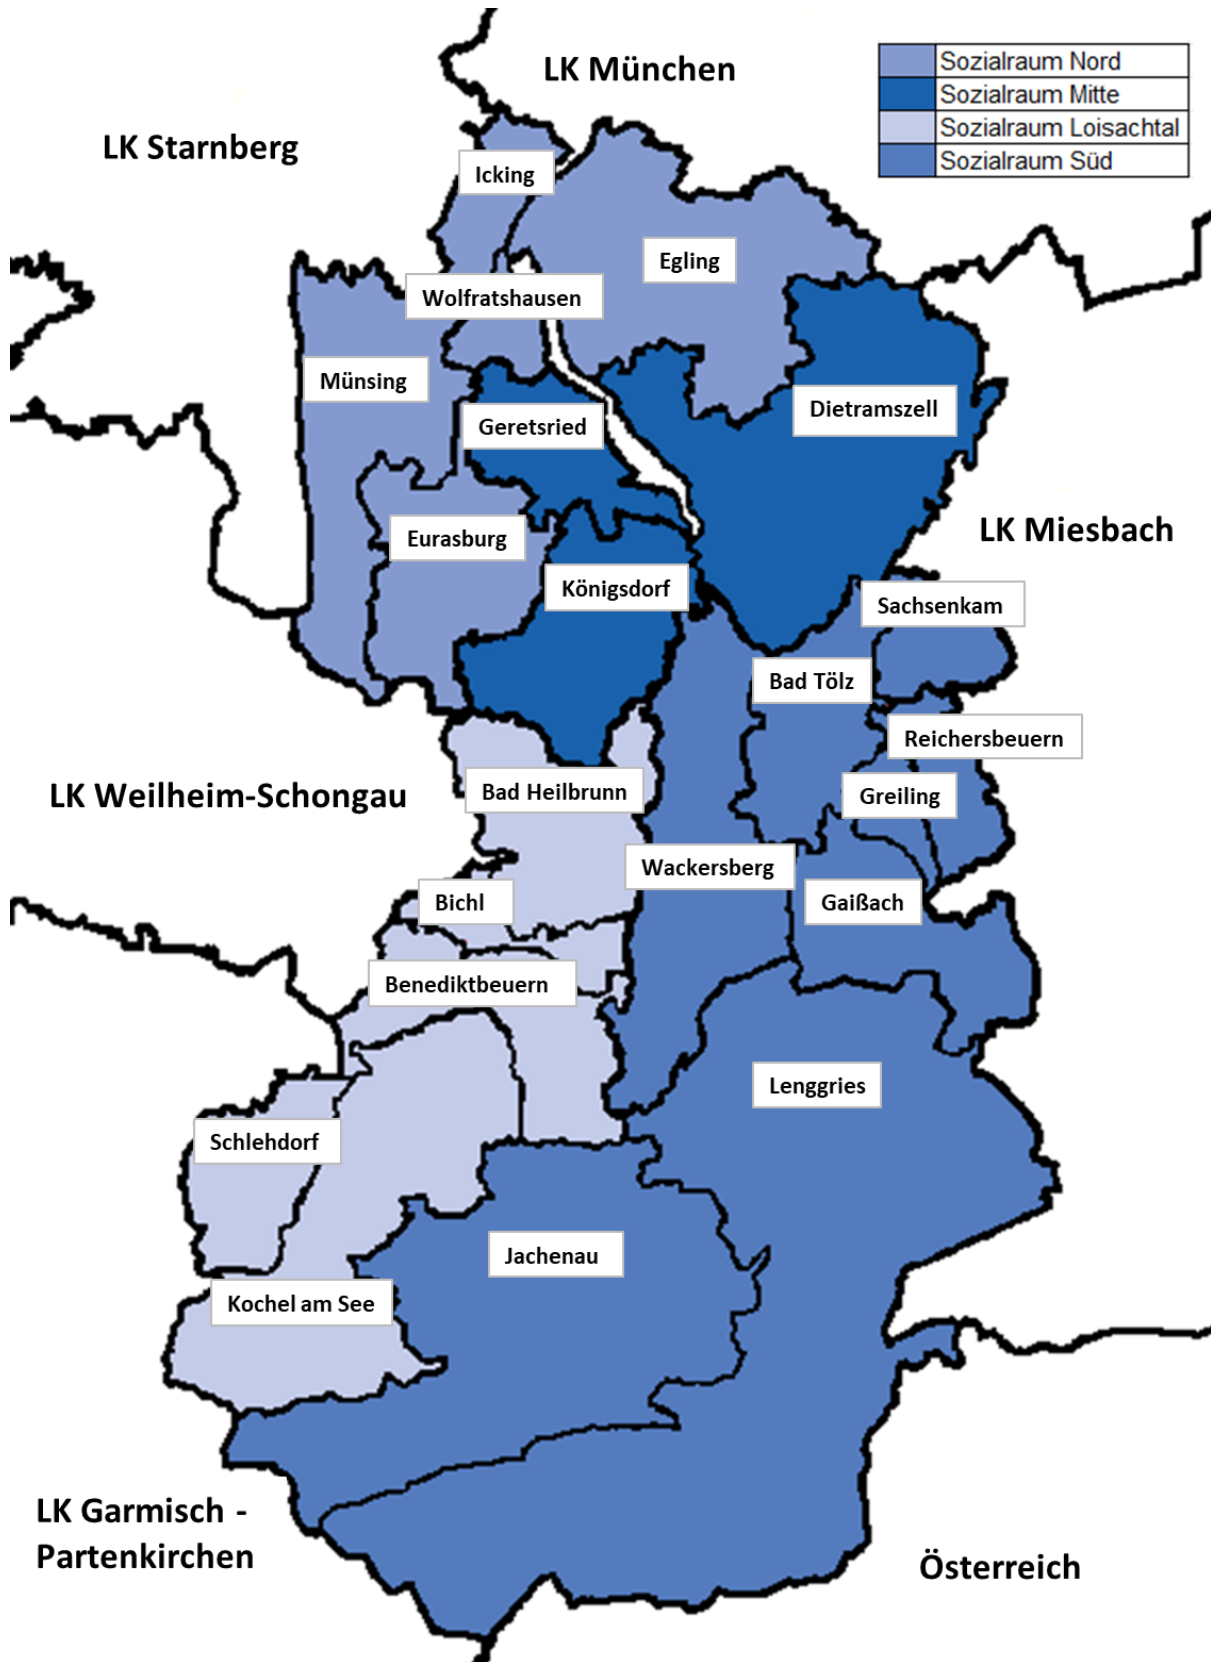 LK München
Sozialraum Nord
Sozialraum Mitte
Sozialraum Loisachtal
Sozialraum Süd
LK Starnberg
Icking
Egling
Wolfratshausen
Münsing
Dietramszell
Geretsried
LK Miesbach
Eurasburg
Königsdorf
Sachsenkam
Bad Tölz
Reichersbeuern
LK Weilheim-Schongau
Bad Heilbrunn
Greiling
Wackersberg
Bichl
Gaißach
Benediktbeuern
Lenggries
Schlehdorf
Jachenau
Kochel am See
LK Garmisch -
Partenkirchen
Österreich